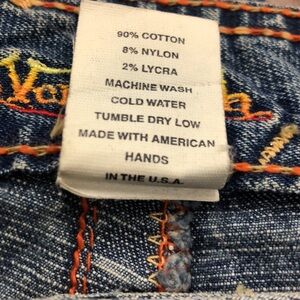 90% COTTON
8% NYLON
2% LYCRA
MACHINE WASH
COLD WATER
TUMBLE DRY LOW
MADE WITH AMERICAN
HANDS
IN THE U.S.A.